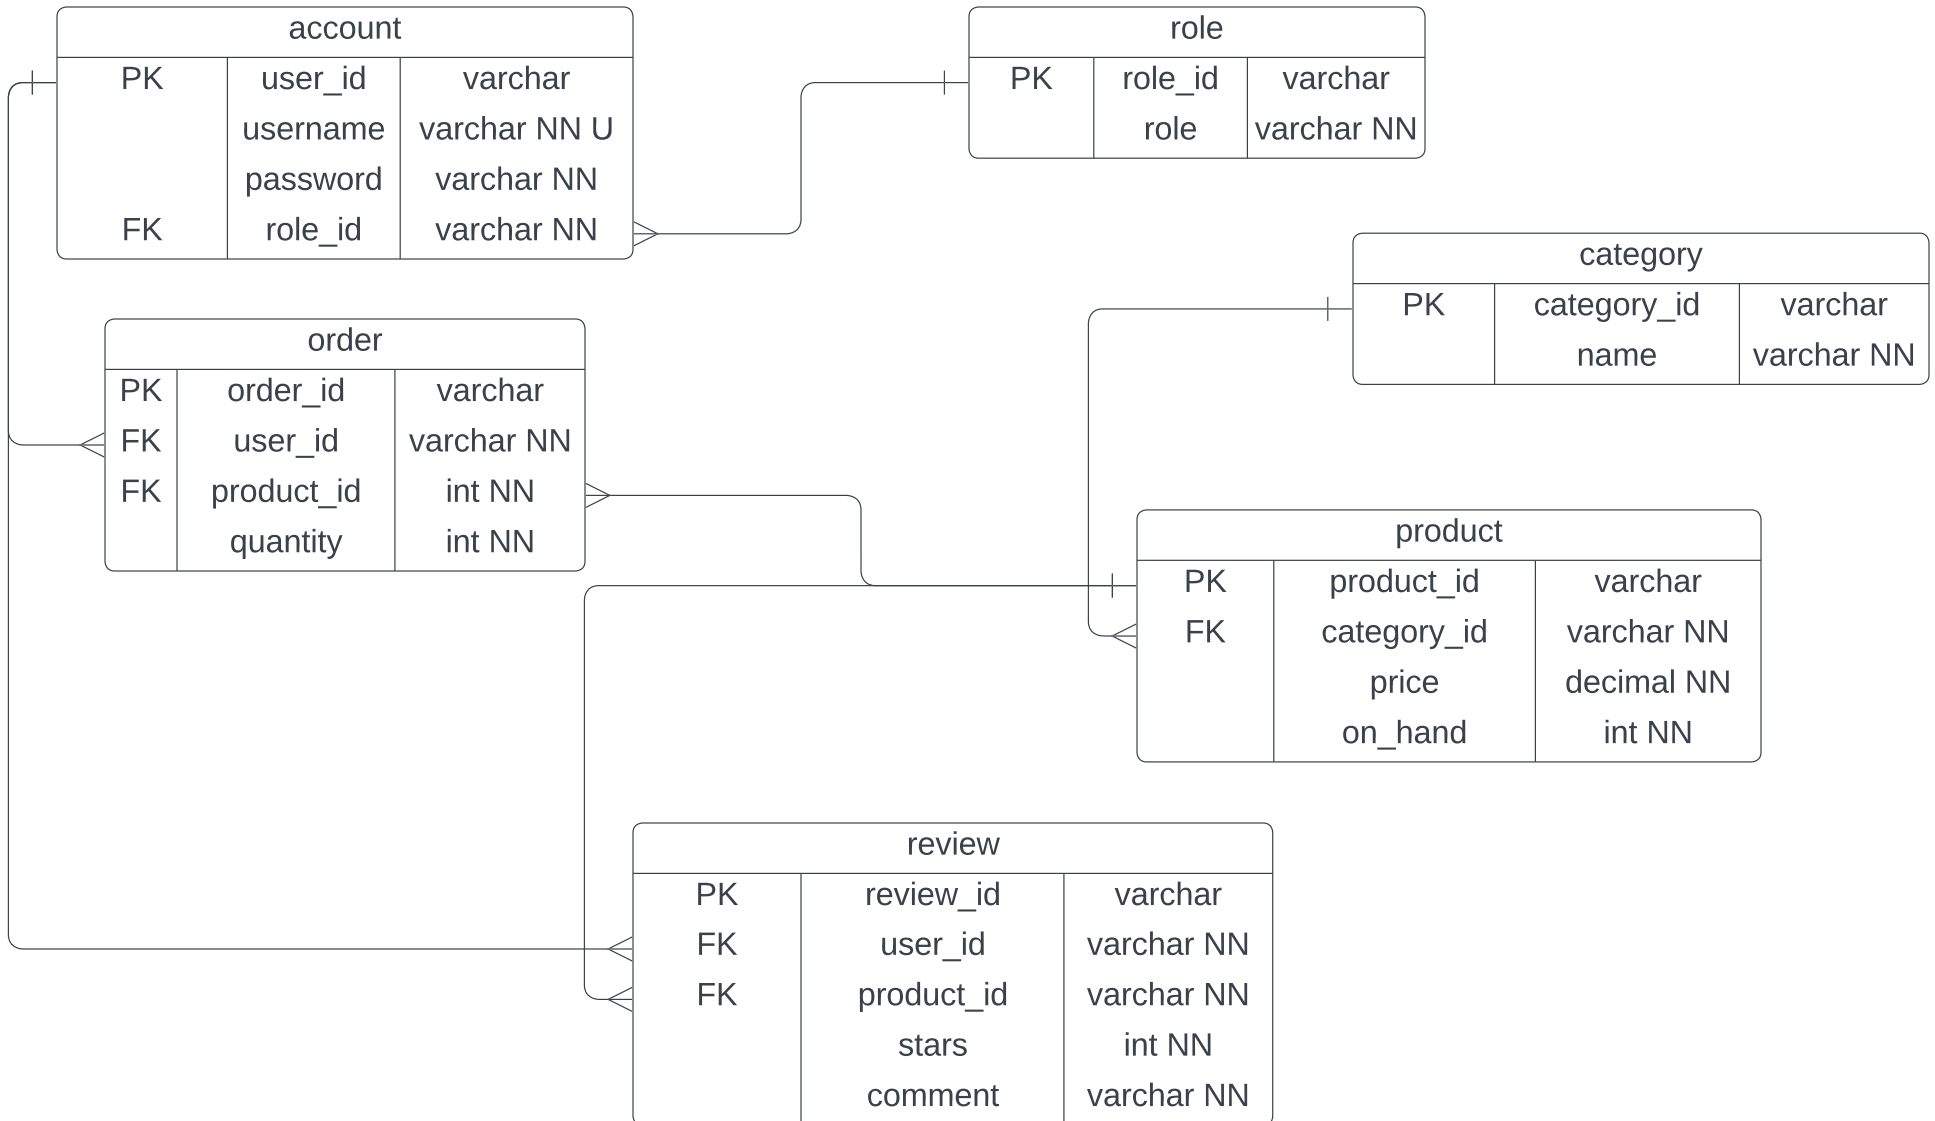 account
PK user_id varchar
username varchar NN U
password varchar NN
FK role_id varchar NN
role
PK role_id varchar
role varchar NN
category
PK category_id varchar
name varchar NN
order
PK order_id varchar
FK user_id varchar NN
FK product_id int NN
quantity int NN
product
PK product_id varchar
FK category_id varchar NN
price decimal NN
on_hand int NN
review
PK review_id varchar
FK user_id varchar NN
FK product_id varchar NN
stars int NN
comment varchar NN